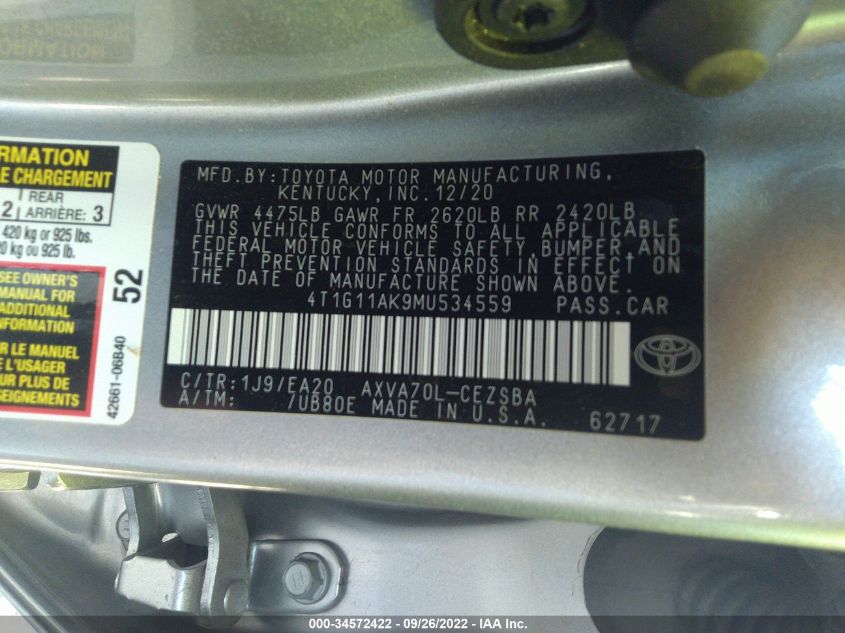 E CHARGEMENT
ORMATION
RMATION
E CHARGEMENT
REAR
2 ARRIÈRE: 3
420 kg or 925 lbs.
kg ou 925 lb.
SEE OWNER'S
MANUAL FOR
ADDITIONAL
INFORMATION
R LE MANUEL
L'USAGER
R PLUS
52
42661-06B40
MFD.BY:TOYOTA MOTOR MANUFACTURING,
KENTUCKY,INC.12/20
GVWR 4475LB GAWR FR 2620LB RR 2420LB
THIS VEHICLE CONFORMS TO ALL APPLICABLE
FEDERAL MOTOR VEHICLE SAFETY,BUMPER,AND
THEFT PREVENTION STANDARDS IN EFFECT ON
THE DATE OF MANUFACTURE SHOWN ABOVE.
4T1G11AK9MU534559 PASS.CAR
C/TR:1J9/EA20 AXVA70L-CEZSBA
A/TM: /UB80E MADE IN U.S.A. 62717
000-34572422 - 09/26/2022 - IAA Inc.